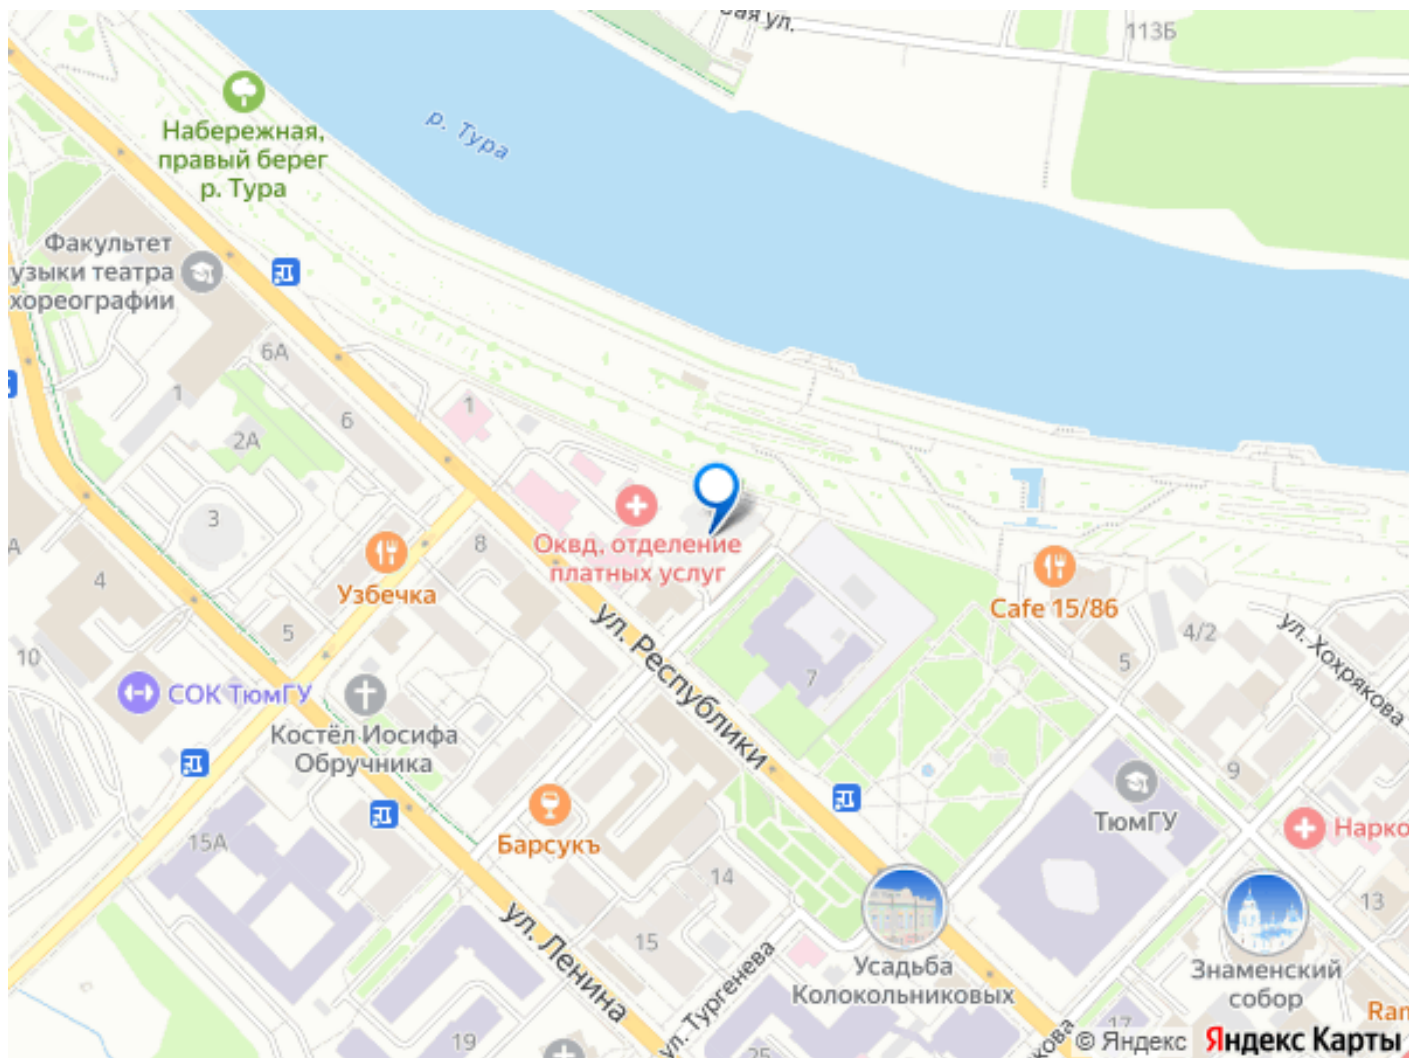 вая ул.
113Б
р. Тура
Набережная,
правый берег
р. Тура
Факультет
узыки театра
хореографии
6А
1
6
2А
1
3
А
4
8
Узбечка
Оквд, отделение
платных услуг
5
10
СОК ТюмГУ
Костёл Иосифа
Обручника
ул. Республики
7
Cafe 15/86
4/2
5
ул. Хохрякова
9
ТюмГУ
Нарко
15А
Барсукъ
14
15
ул. Ленина
ул. Тургенева
Усадьба
Колокольниковых
13
Знаменский
собор
Ran
19
25
17
кова
© Яндекс Яндекс Карты